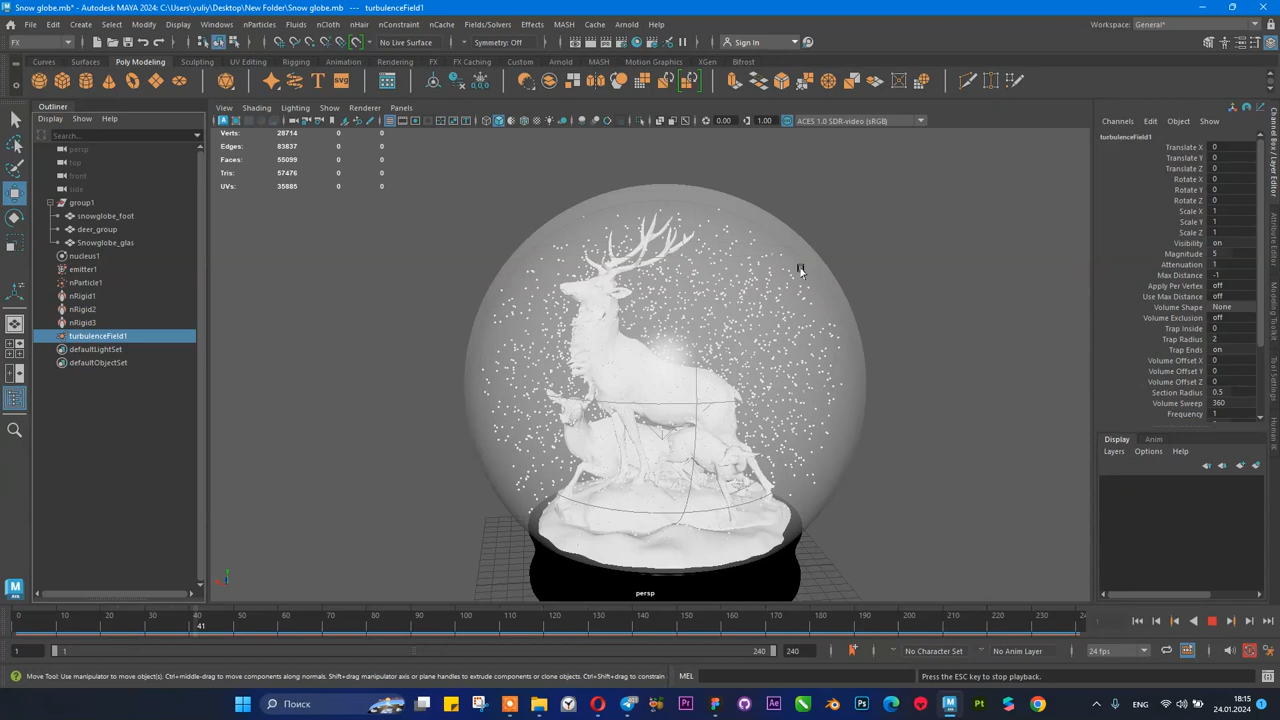 Snow globe.mb* - Autodesk MAYA 2024: C:\Users\yuliy\Desktop\New Folder\Snow globe.mb --- turbulenceField1
File Edit Create Select Modify Display Windows nParticles Fluids nCloth nHair nConstraint nCache Fields/Solvers Effects MASH Cache Arnold Help
Workspace: General*
FX
No Live Surface
Symmetry: Off
Sign In
Curves Surfaces Poly Modeling Sculpting UV Editing Rigging Animation Rendering FX FX Caching Custom Arnold MASH Motion Graphics XGen Bifrost
Outliner
Display Show Help
Search...
persp
top
front
side
group1
snowglobe_foot
deer_group
Snowglobe_glas
nucleus1
emitter1
nParticle1
nRigid1
nRigid2
nRigid3
turbulenceField1
defaultLightSet
defaultObjectSet
View Shading Lighting Show Renderer Panels
0.00
1.00
ACES 1.0 SDR-video (sRGB)
Verts: 28714 0 0
Edges: 83837 0 0
Faces: 55099 0 0
Tris: 57476 0 0
UVs: 35885 0 0
persp
Channels Edit Object Show
turbulenceField1
Translate X 0
Translate Y 0
Translate Z 0
Rotate X 0
Rotate Y 0
Rotate Z 0
Scale X 1
Scale Y 1
Scale Z 1
Visibility on
Magnitude 5
Attenuation 1
Max Distance -1
Apply Per Vertex off
Use Max Distance off
Volume Shape None
Volume Exclusion off
Trap Inside 0
Trap Radius 2
Trap Ends on
Volume Offset X 0
Volume Offset Y 0
Volume Offset Z 0
Section Radius 0.5
Volume Sweep 360
Frequency 1
Display Anim
Layers Options Help
Channel Box / Layer Editor
Attribute Editor
Tool Settings
Human IK
0 10 20 30 40 50 60 70 80 90 100 110 120 130 140 150 160 170 180 190 200 210 220 230
41
1
1
240
240
No Character Set
No Anim Layer
24 fps
Move Tool: Use manipulator to move object(s). Ctrl+middle-drag to move components along normals. Shift+drag manipulator axis or plane handles to extrude components or clone objects. Ctrl+Shift+drag to constrain
MEL
Press the ESC key to stop playback.
Поиск
ENG
18:15
24.01.2024